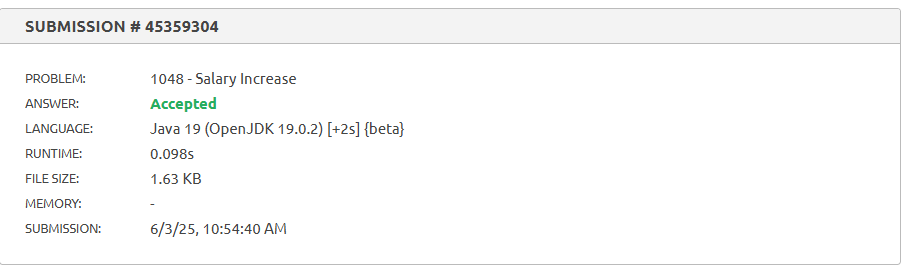 SUBMISSION # 45359304
PROBLEM: 1048 - Salary Increase
ANSWER: Accepted
LANGUAGE: Java 19 (OpenJDK 19.0.2) [+2s] {beta}
RUNTIME: 0.098s
FILE SIZE: 1.63 KB
MEMORY: -
SUBMISSION: 6/3/25, 10:54:40 AM